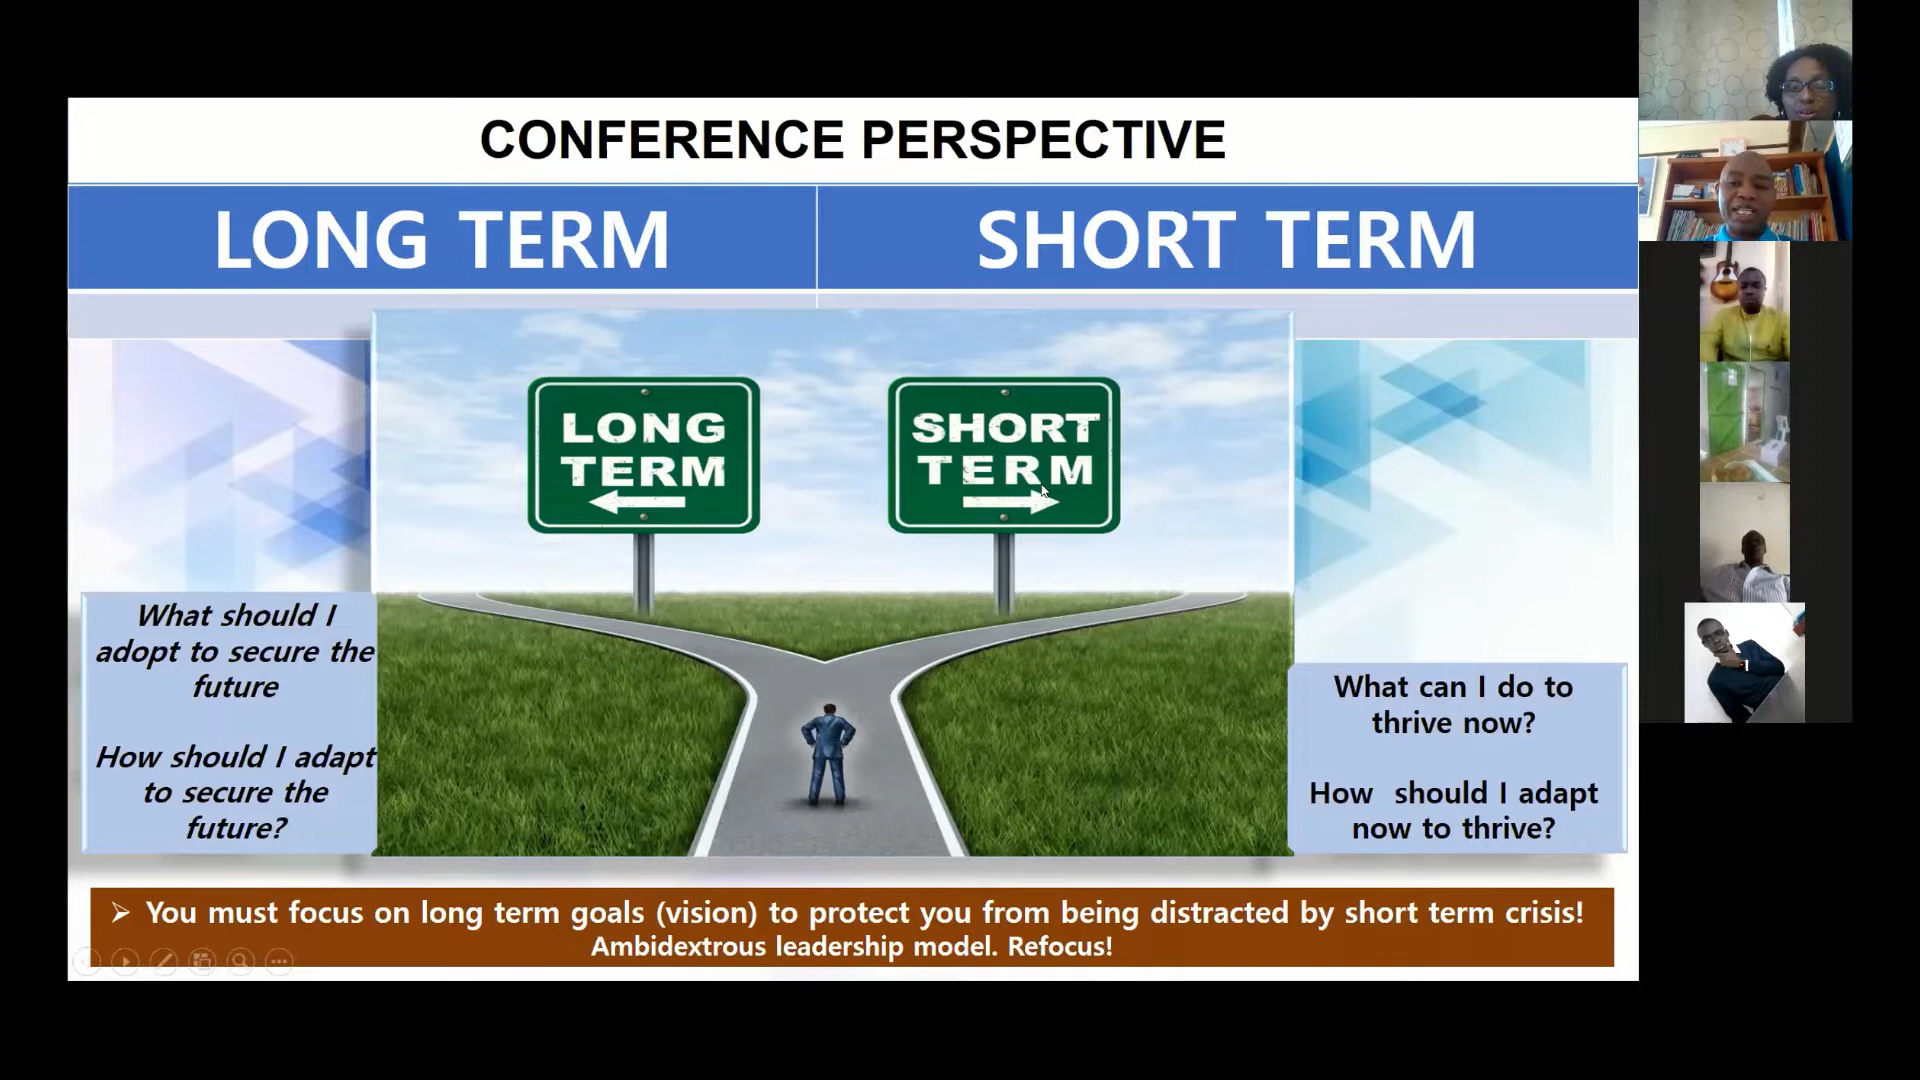 CONFERENCE PERSPECTIVE
LONG TERM
SHORT TERM
LONG
TERM
SHORT
TERM
What should I
adopt to secure the
future
How should I adapt
to secure the
future?
What can I do to
thrive now?
How should I adapt
now to thrive?
➢ You must focus on long term goals (vision) to protect you from being distracted by short term crisis!
Ambidextrous leadership model. Refocus!